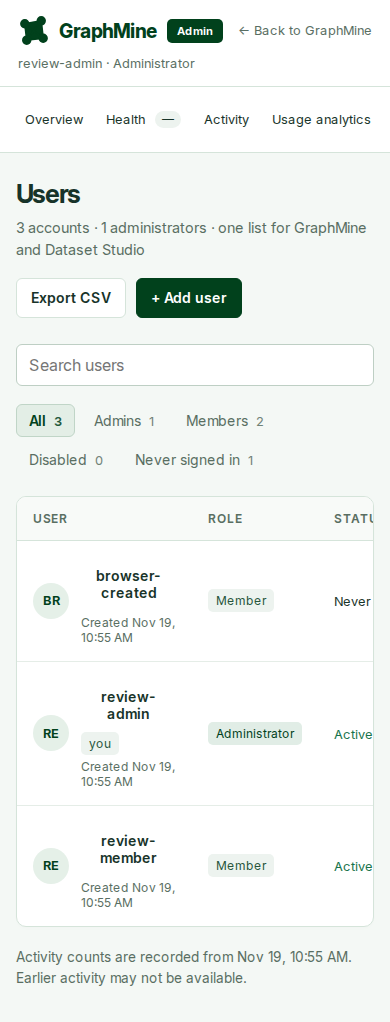 GraphMine Admin ← Back to GraphMine
review-admin · Administrator
Overview Health — Activity Usage analytics
Users
3 accounts · 1 administrators · one list for GraphMine
and Dataset Studio
Export CSV + Add user
Search users
All 3 Admins 1 Members 2
Disabled 0 Never signed in 1
USER ROLE STATU
BR browser-
created
Created Nov 19,
10:55 AM
Member Never
RE review-
admin
you
Created Nov 19,
10:55 AM
Administrator Active
RE review-
member
Created Nov 19,
10:55 AM
Member Active
Activity counts are recorded from Nov 19, 10:55 AM.
Earlier activity may not be available.